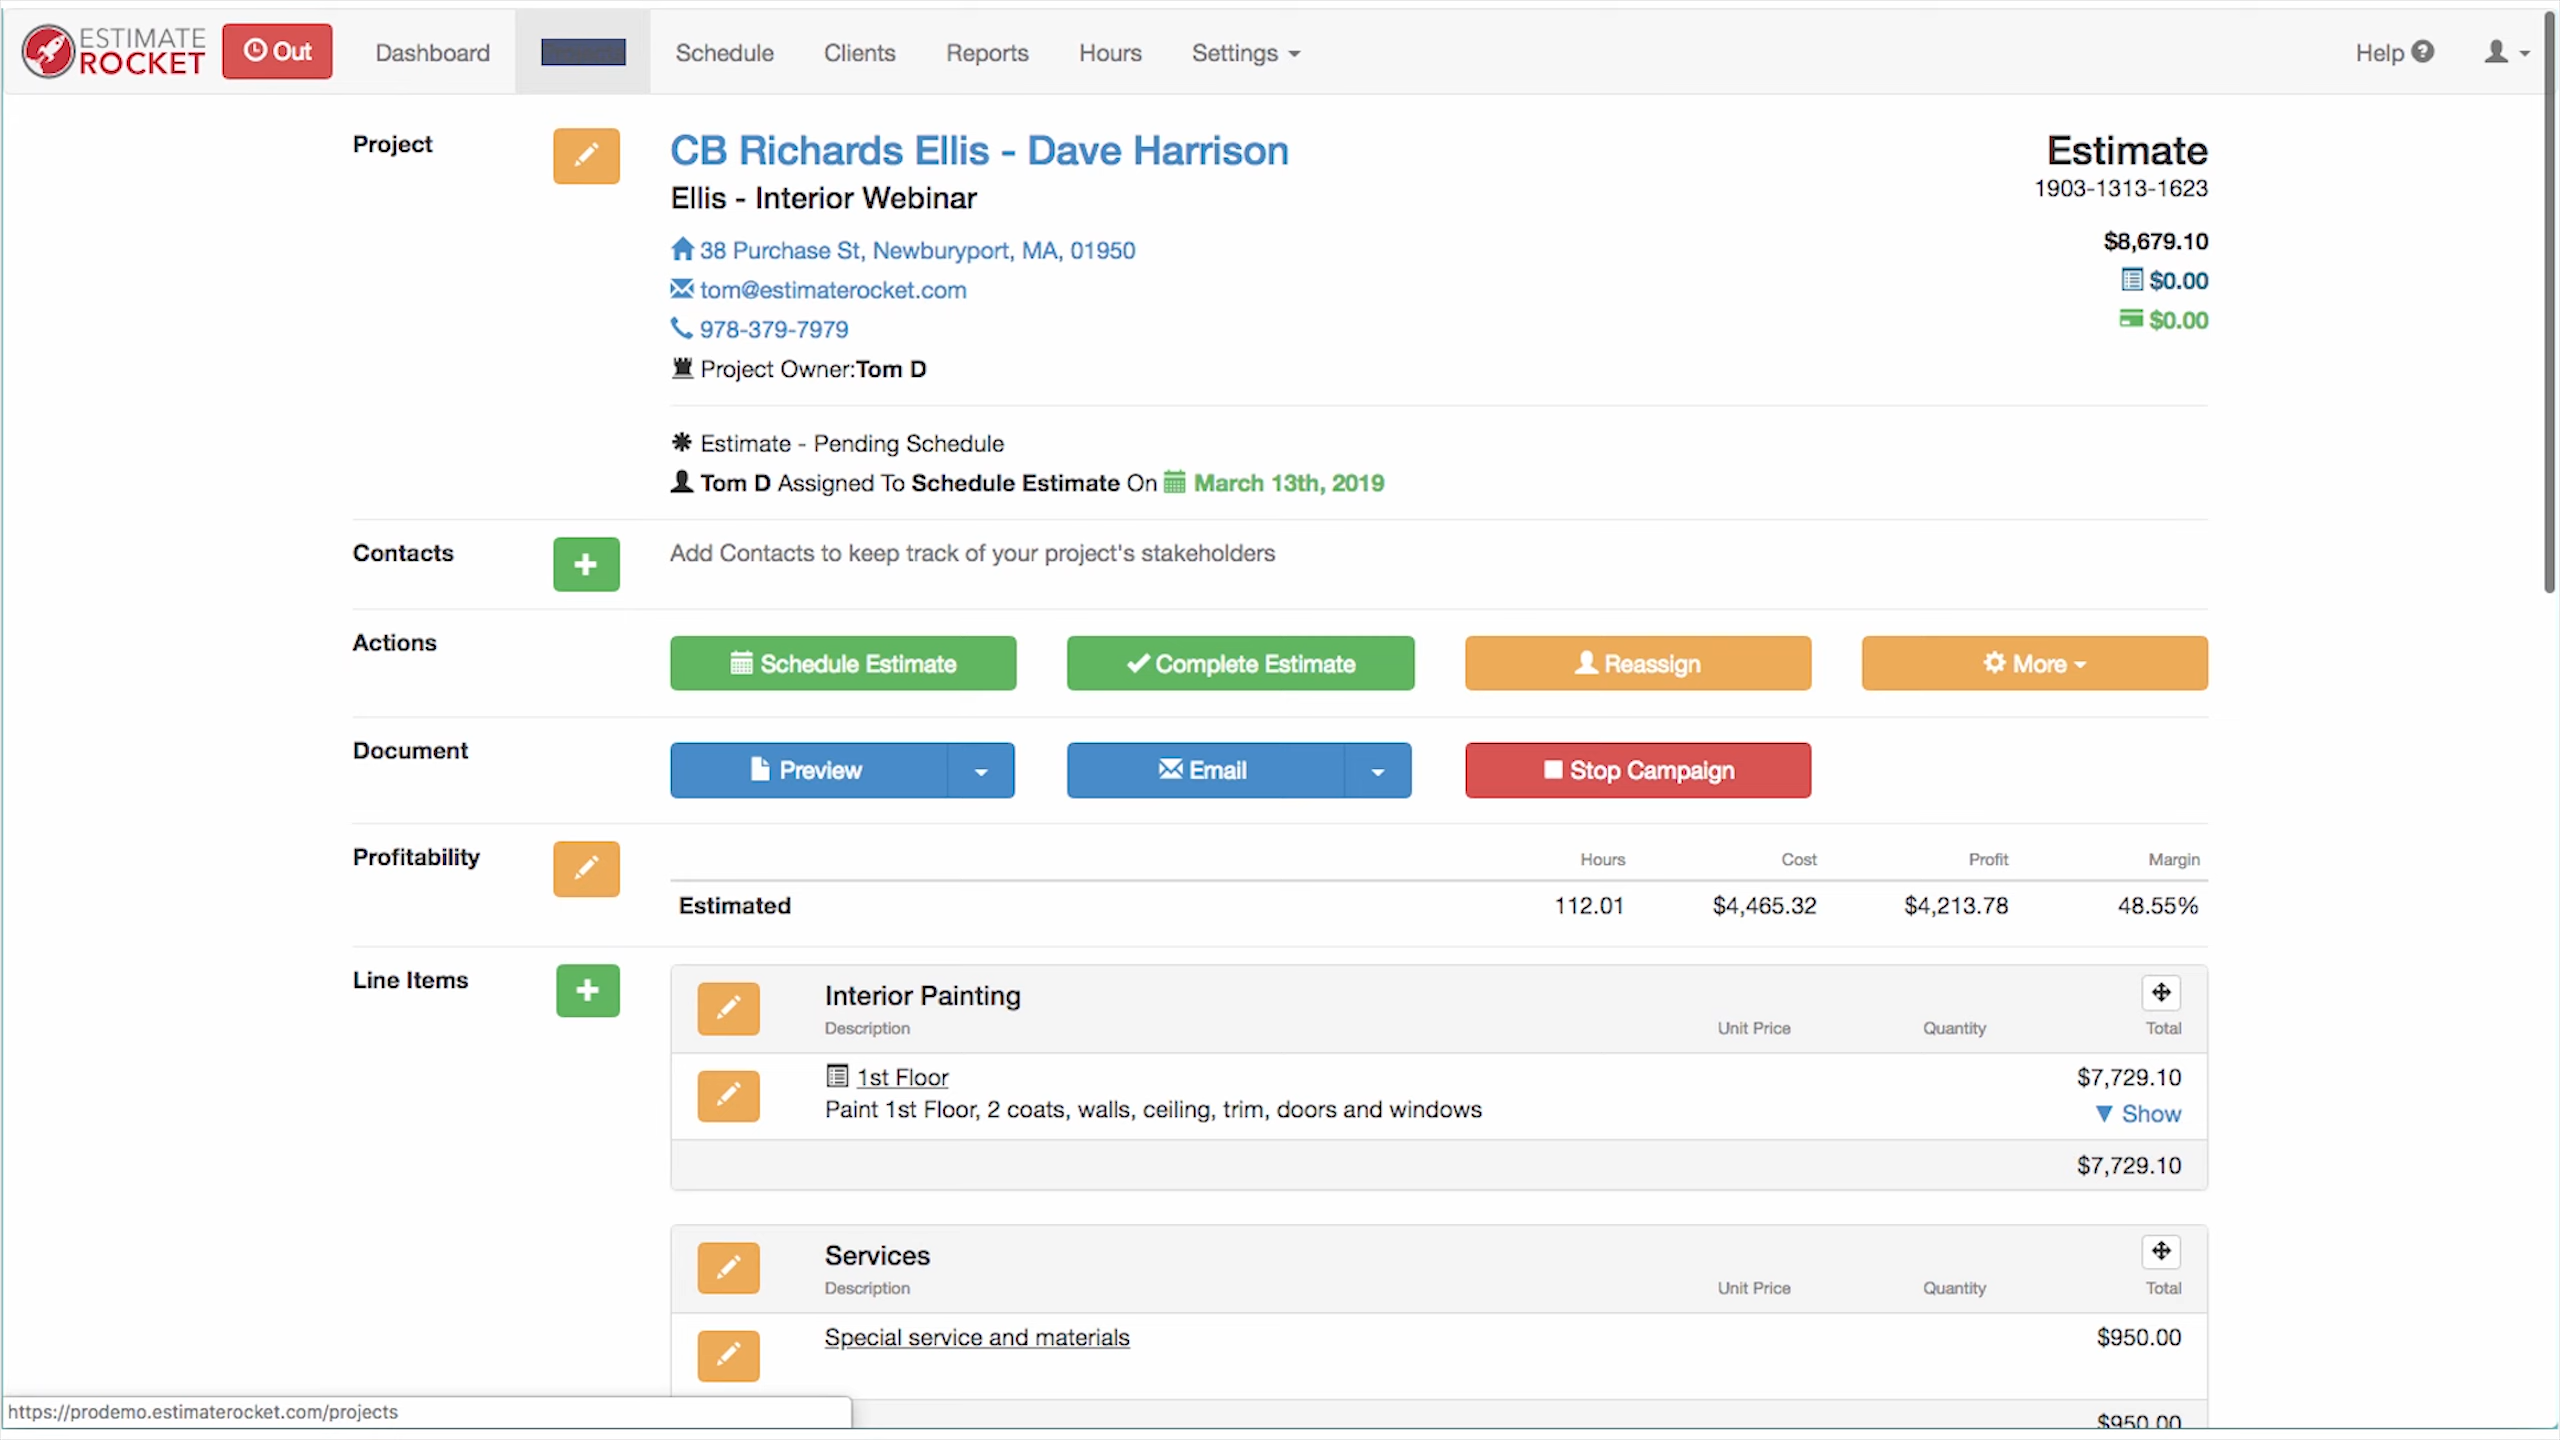 ESTIMATE
ROCKET
Out
Dashboard
Schedule
Clients
Reports
Hours
Settings
Help
Project
CB Richards Ellis - Dave Harrison
Ellis - Interior Webinar
38 Purchase St, Newburyport, MA, 01950
tom@estimaterocket.com
978-379-7979
Project Owner:Tom D
Estimate
1903-1313-1623
$8,679.10
$0.00
$0.00
Estimate - Pending Schedule
Tom D Assigned To Schedule Estimate On March 13th, 2019
Contacts
Add Contacts to keep track of your project's stakeholders
Actions
Schedule Estimate
Complete Estimate
Reassign
More
Document
Preview
Email
Stop Campaign
Profitability
Hours Cost Profit Margin
Estimated 112.01 $4,465.32 $4,213.78 48.55%
Line Items
Interior Painting
Description Unit Price Quantity Total
1st Floor $7,729.10
Paint 1st Floor, 2 coats, walls, ceiling, trim, doors and windows
Show
$7,729.10
Services
Description Unit Price Quantity Total
Special service and materials $950.00
$950.00
https://prodemo.estimaterocket.com/projects